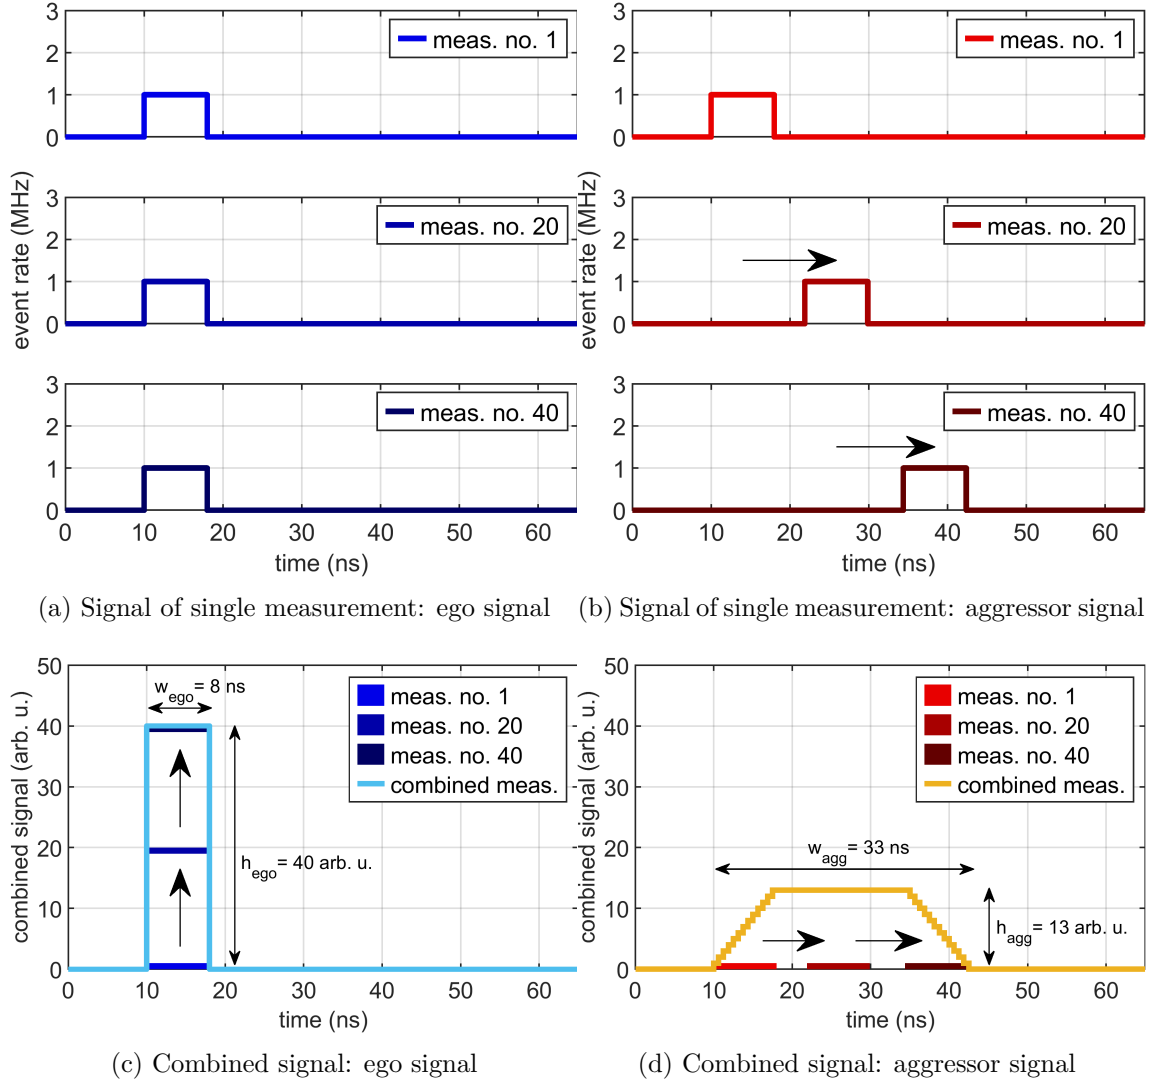 3
2
1
0
meas. no. 1
3
2
1
0
meas. no. 1
event rate (MHz)
3
2
1
0
meas. no. 20
event rate (MHz)
3
2
1
0
meas. no. 20
3
2
1
0
meas. no. 40
0 10 20 30 40 50 60
time (ns)
3
2
1
0
meas. no. 40
0 10 20 30 40 50 60
time (ns)
(a) Signal of single measurement: ego signal
(b) Signal of single measurement: aggressor signal
combined signal (arb. u.)
50
40
30
20
10
0
w_ego = 8 ns
h_ego = 40 arb. u.
meas. no. 1
meas. no. 20
meas. no. 40
combined meas.
0 10 20 30 40 50 60
time (ns)
combined signal (arb. u.)
50
40
30
20
10
0
meas. no. 1
meas. no. 20
meas. no. 40
combined meas.
w_agg = 33 ns
h_agg = 13 arb. u.
0 10 20 30 40 50 60
time (ns)
(c) Combined signal: ego signal
(d) Combined signal: aggressor signal